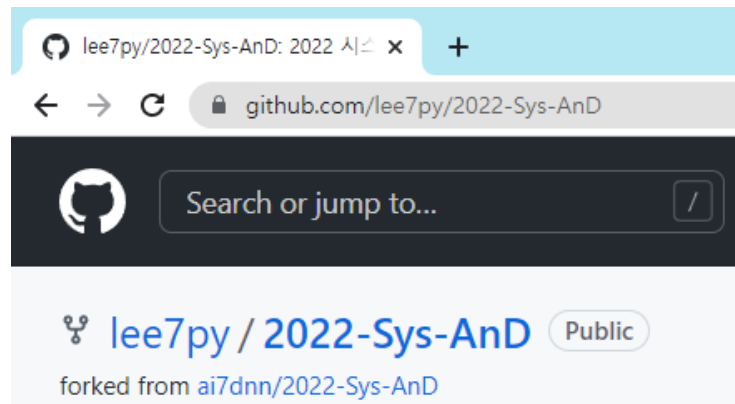 lee7py/2022-Sys-AnD: 2022 시스
github.com/lee7py/2022-Sys-AnD
Search or jump to... /
lee7py / 2022-Sys-AnD Public
forked from ai7dnn/2022-Sys-AnD